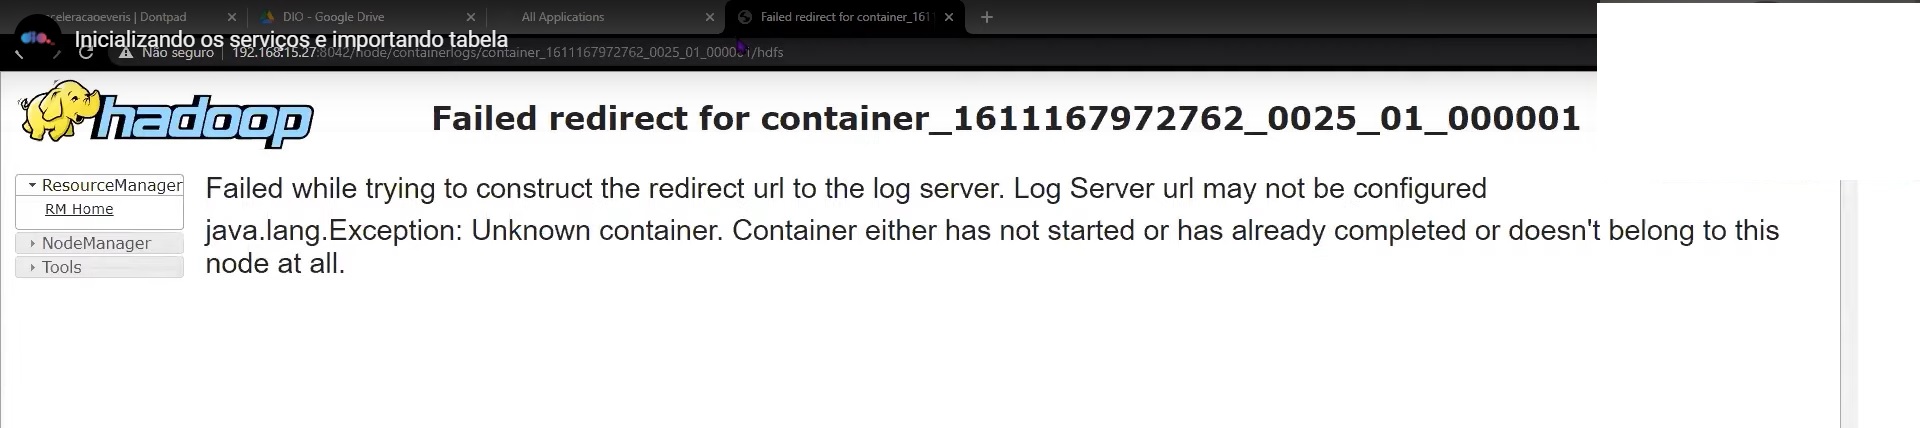 celeracaoeveris | Dontpad
DIO - Google Drive
All Applications
Failed redirect for container_1611
Inicializando os serviços e importando tabela
Não seguro
192.168.15.27:8042/node/containerlogs/container_1611167972762_0025_01_000001/hdfs
hadoop
Failed redirect for container_1611167972762_0025_01_000001
ResourceManager
RM Home
NodeManager
Tools
Failed while trying to construct the redirect url to the log server. Log Server url may not be configured
java.lang.Exception: Unknown container. Container either has not started or has already completed or doesn't belong to this
node at all.